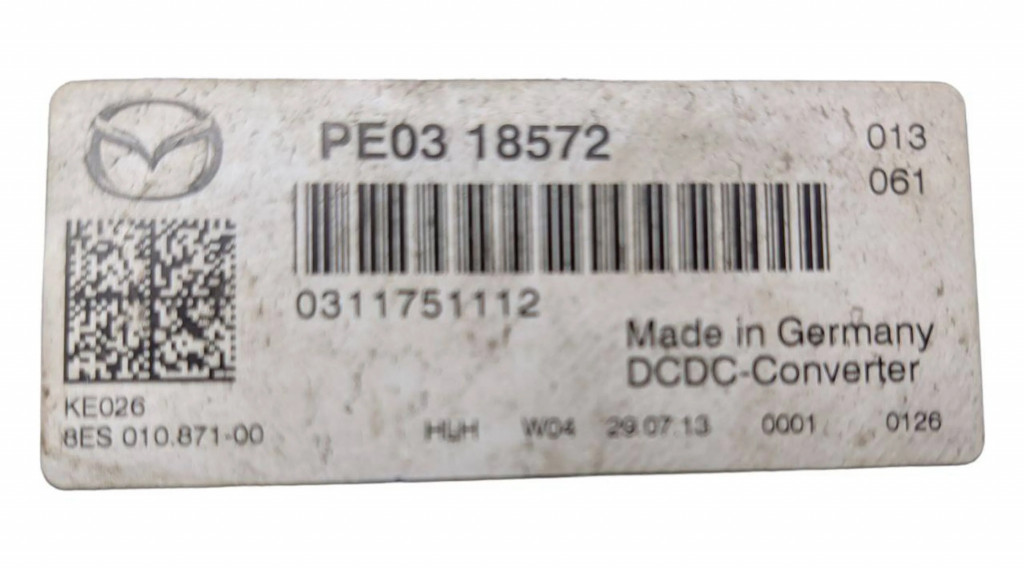 PE03 18572
013
061
0311751112
Made in Germany
DCDC-Converter
KE026
8ES 010.871-00
HLH W04 29.07.13 0001 0126